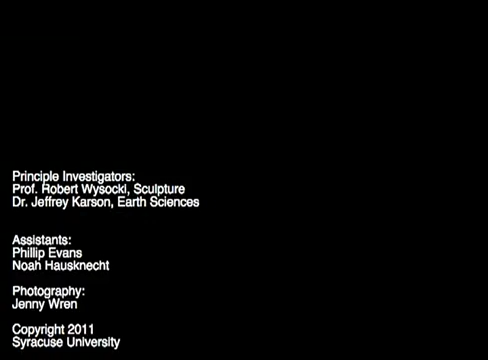 Principle Investigators:
Prof. Robert Wysocki, Sculpture
Dr. Jeffrey Karson, Earth Sciences
Assistants:
Phillip Evans
Noah Hausknecht
Photography:
Jenny Wren
Copyright 2011
Syracuse University